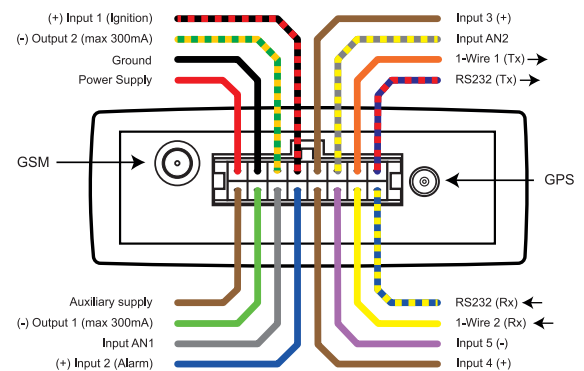 (+) Input 1 (Ignition)
(-) Output 2 (max 300mA)
Ground
Power Supply
Input 3 (+)
Input AN2
1-Wire 1 (Tx)
RS232 (Tx)
GSM
GPS
Auxiliary supply
(-) Output 1 (max 300mA)
Input AN1
(+) Input 2 (Alarm)
RS232 (Rx)
1-Wire 2 (Rx)
Input 5 (-)
Input 4 (+)